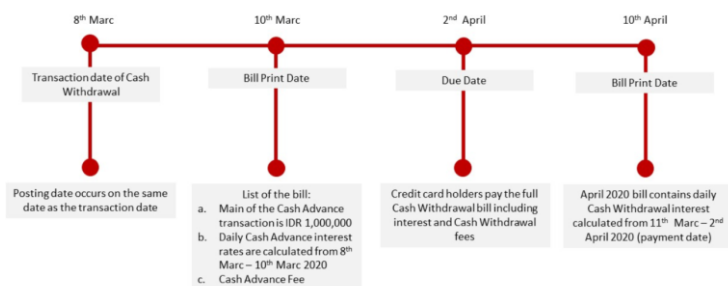 8th Marc
10th Marc
2nd April
10th April
Transaction date of Cash
Withdrawal
Bill Print Date
Due Date
Bill Print Date
Posting date occurs on the same
date as the transaction date
List of the bill:
a. Main of the Cash Advance
transaction is IDR 1,000,000
b. Daily Cash Advance interest
rates are calculated from 8th
Marc – 10th Marc 2020
c. Cash Advance Fee
Credit card holders pay the full
Cash Withdrawal bill including
interest and Cash Withdrawal
fees
April 2020 bill contains daily
Cash Withdrawal interest
calculated from 11th Marc – 2nd
April 2020 (payment date)